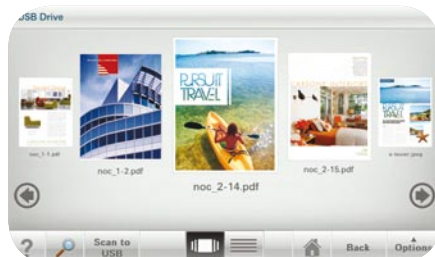 USB Drive
PURSUIT
TRAVEL
noc_1-1.pdf
noc_1-2.pdf
noc_2-14.pdf
noc_2-15.pdf
?
Scan to
USB
Back
Options